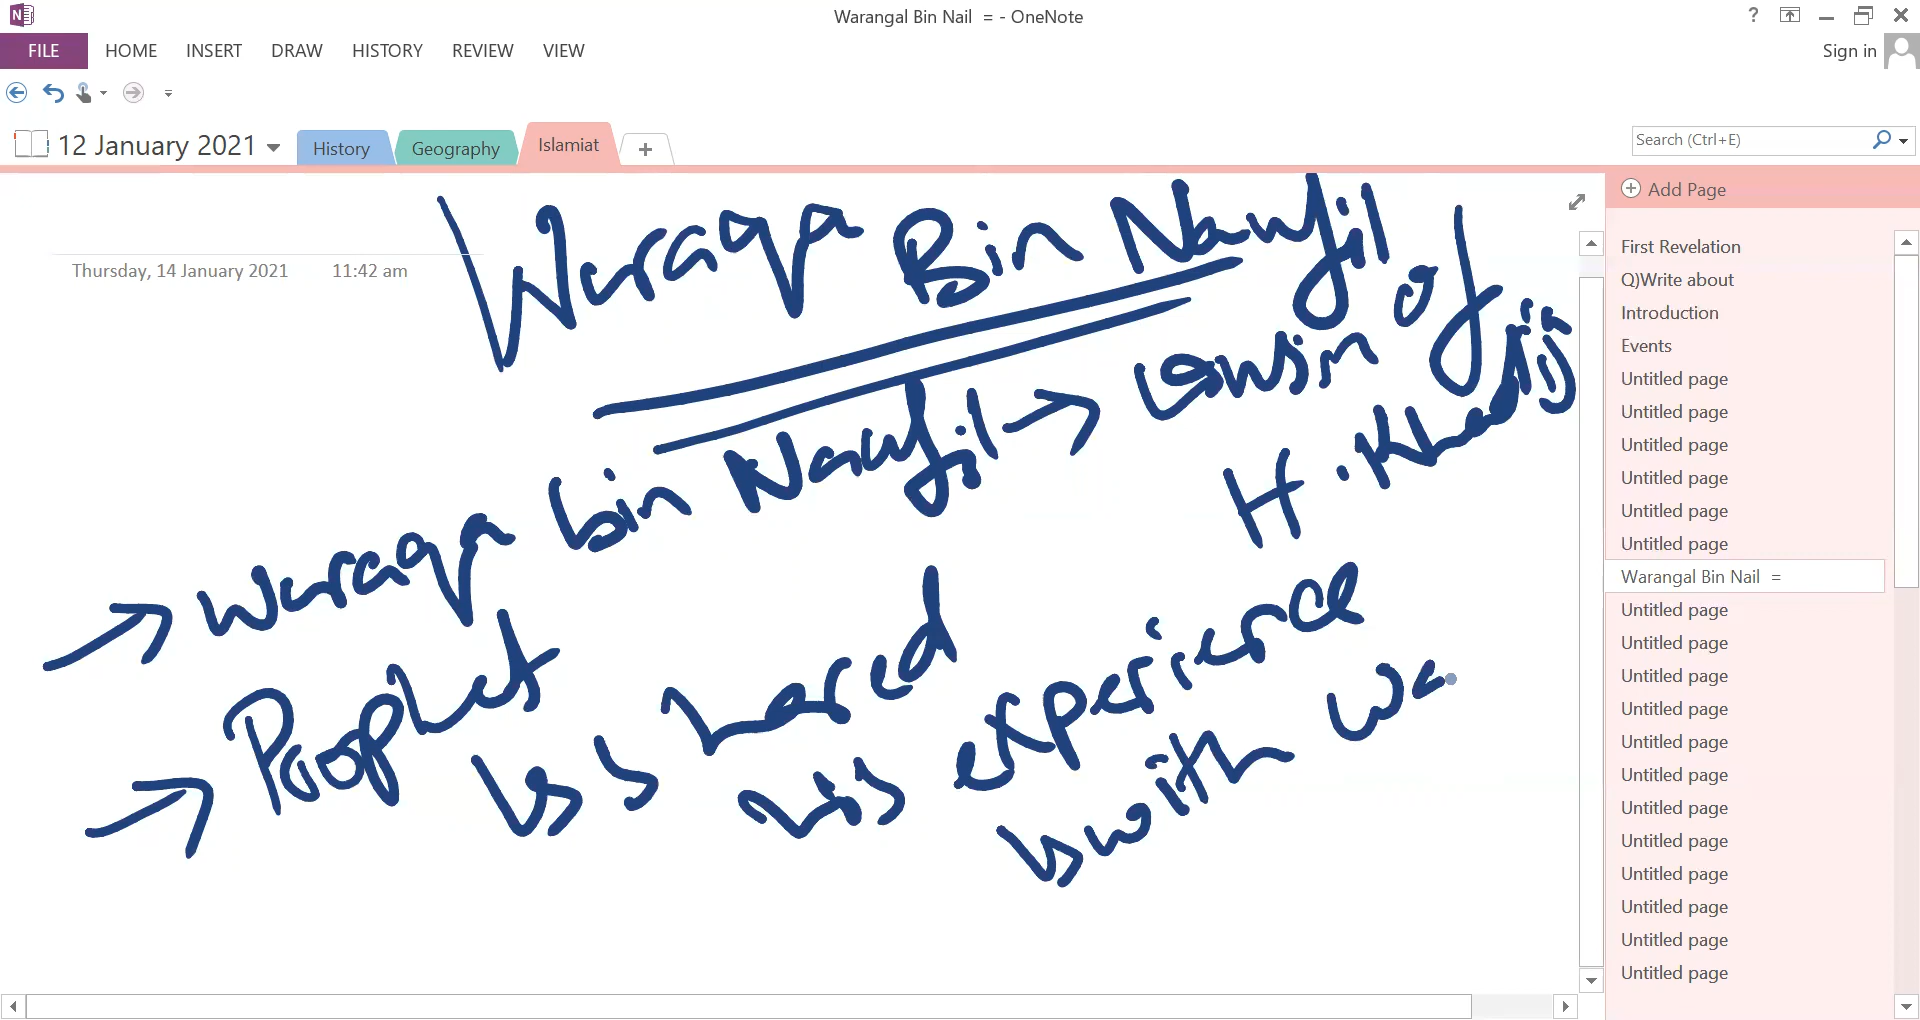 Warangal Bin Nail = - OneNote
?
FILE HOME INSERT DRAW HISTORY REVIEW VIEW
Sign in
12 January 2021 History Geography Islamiat +
Search (Ctrl+E)
Thursday, 14 January 2021 11:42 am
Waraqa Bin Naufil
→ Waraqa bin Naufil → cousin of
H.
→ Prophet
shared
his experience
with Wa
Add Page
First Revelation
Q)Write about
Introduction
Events
Untitled page
Untitled page
Untitled page
Untitled page
Untitled page
Untitled page
Warangal Bin Nail =
Untitled page
Untitled page
Untitled page
Untitled page
Untitled page
Untitled page
Untitled page
Untitled page
Untitled page
Untitled page
Untitled page
Untitled page